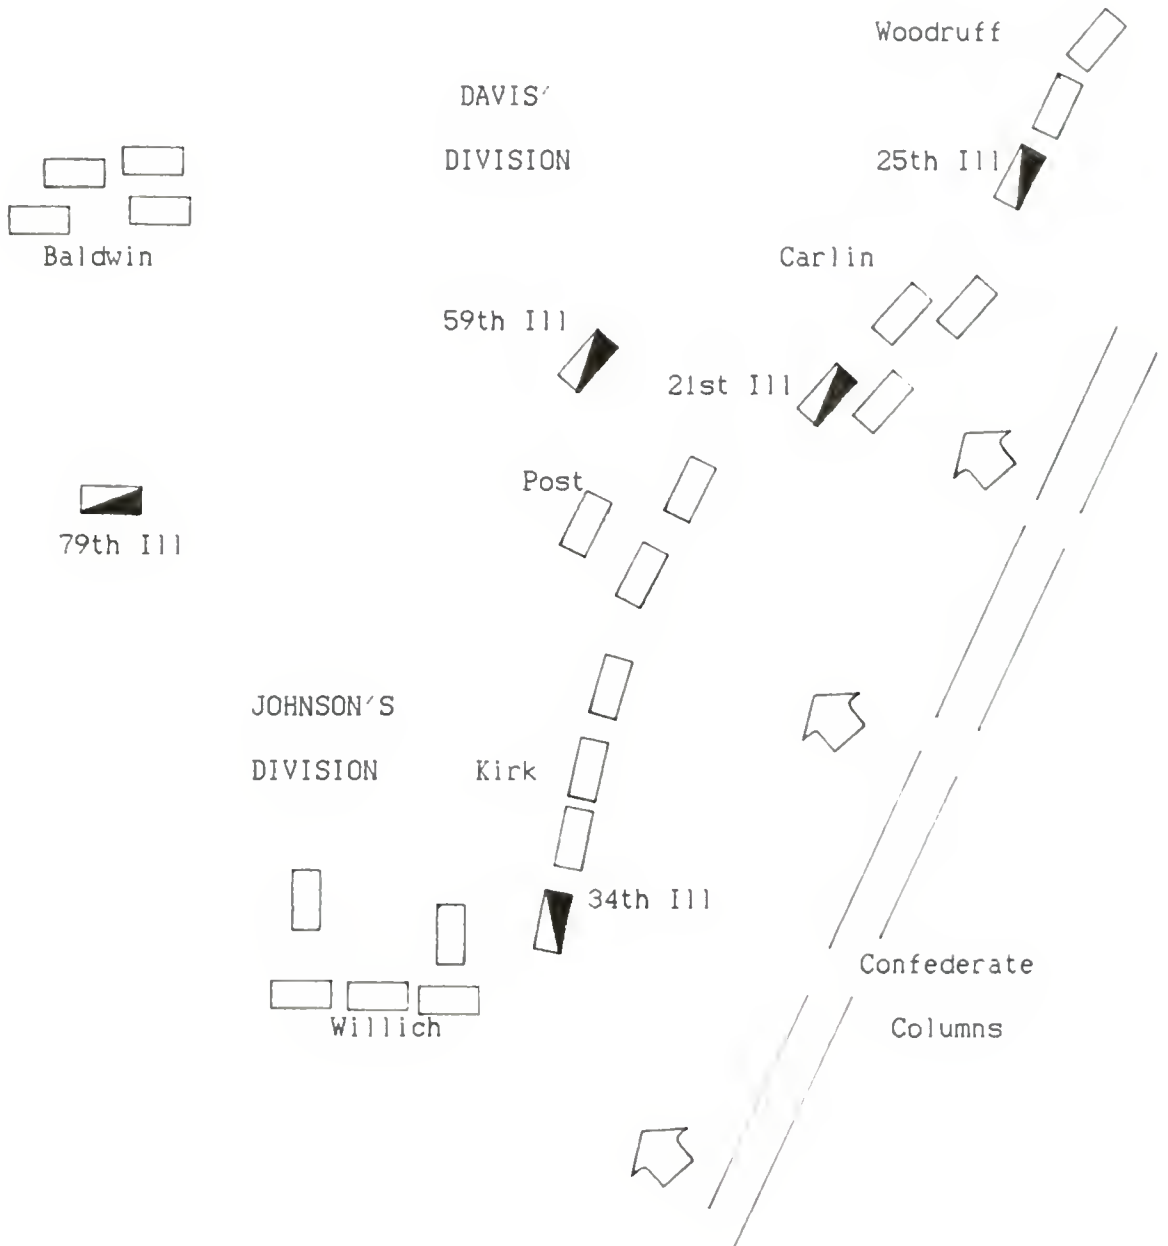 Woodruff
DAVIS'
DIVISION
25th Ill
Baldwin
Carlin
59th Ill
21st Ill
Post
79th Ill
JOHNSON'S
DIVISION
Kirk
34th Ill
Confederate
Columns
Willich